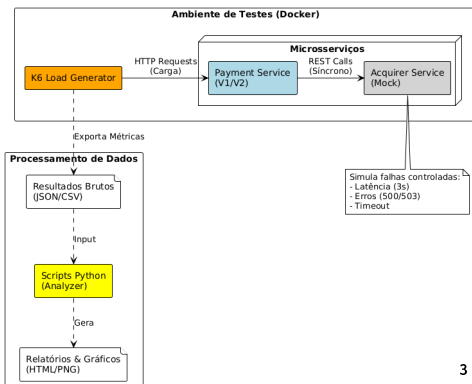 Ambiente de Testes (Docker)
Microsserviços
K6 Load Generator
HTTP Requests
(Carga)
Payment Service
(V1/V2)
REST Calls
(Síncrono)
Acquirer Service
(Mock)
Exporta Métricas
Simula falhas controladas:
- Latência (3s)
- Erros (500/503)
- Timeout
Processamento de Dados
Resultados Brutos
(JSON/CSV)
Input
Scripts Python
(Analyzer)
Gera
Relatórios & Gráficos
(HTML/PNG)
3